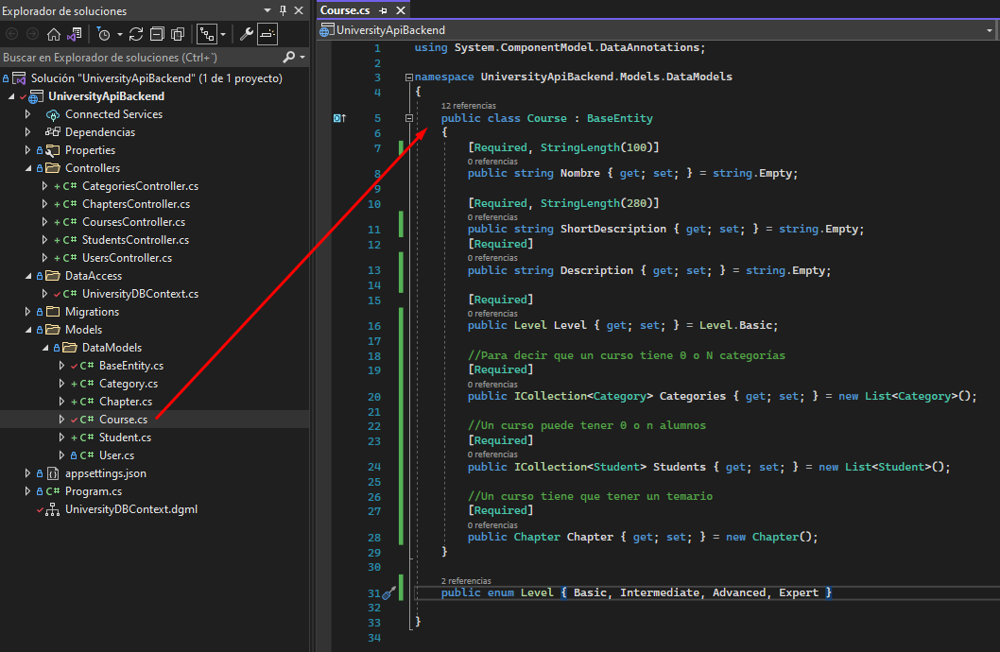 Explorador de soluciones
Buscar en Explorador de soluciones (Ctrl+`)
Solución "UniversityApiBackend" (1 de 1 proyecto)
UniversityApiBackend
Connected Services
Dependencias
Properties
Controllers
C# CategoriesController.cs
C# ChaptersController.cs
C# CoursesController.cs
C# StudentsController.cs
C# UsersController.cs
DataAccess
C# UniversityDBContext.cs
Migrations
Models
DataModels
C# BaseEntity.cs
C# Category.cs
C# Chapter.cs
C# Course.cs
C# Student.cs
C# User.cs
appsettings.json
C# Program.cs
UniversityDBContext.dgml
Course.cs
UniversityApiBackend
1 using System.ComponentModel.DataAnnotations;
2
3 namespace UniversityApiBackend.Models.DataModels
4 {
12 referencias
5 public class Course : BaseEntity
6 {
7 [Required, StringLength(100)]
0 referencias
8 public string Nombre { get; set; } = string.Empty;
9
10 [Required, StringLength(280)]
0 referencias
11 public string ShortDescription { get; set; } = string.Empty;
12 [Required]
0 referencias
13 public string Description { get; set; } = string.Empty;
14
15 [Required]
0 referencias
16 public Level Level { get; set; } = Level.Basic;
17
18 //Para decir que un curso tiene 0 o N categorías
19 [Required]
0 referencias
20 public ICollection<Category> Categories { get; set; } = new List<Category>();
21
22 //Un curso puede tener 0 o n alumnos
23 [Required]
0 referencias
24 public ICollection<Student> Students { get; set; } = new List<Student>();
25
26 //Un curso tiene que tener un temario
27 [Required]
0 referencias
28 public Chapter Chapter { get; set; } = new Chapter();
29 }
30
2 referencias
31 public enum Level { Basic, Intermediate, Advanced, Expert }
32
33 }
34